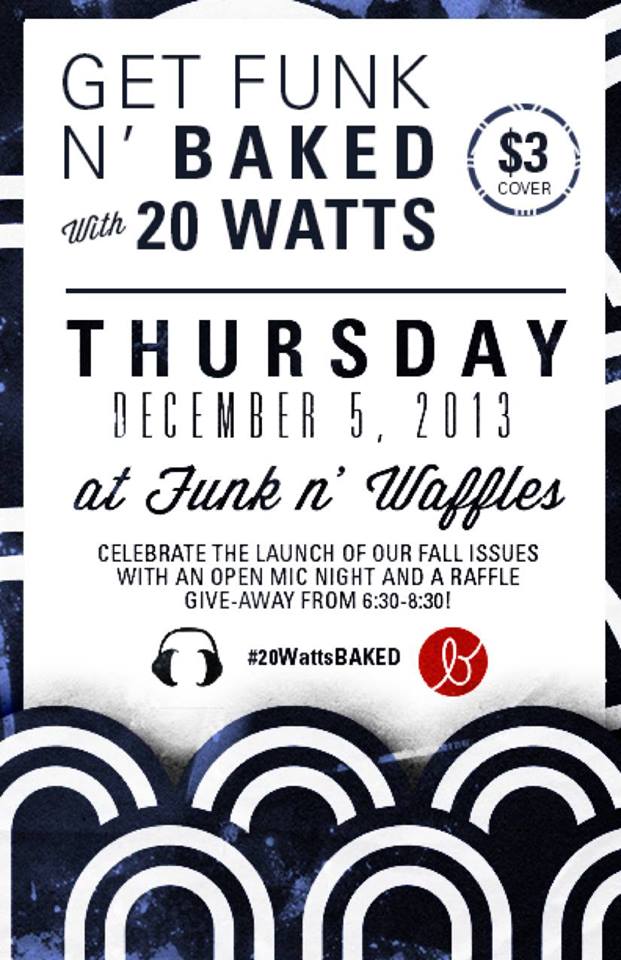 GET FUNK
N' BAKED
With 20 WATTS
$3
COVER
THURSDAY
DECEMBER 5, 2013
at Funk n' Waffles
CELEBRATE THE LAUNCH OF OUR FALL ISSUES
WITH AN OPEN MIC NIGHT AND A RAFFLE
GIVE-AWAY FROM 6:30-8:30!
#20WattsBAKED
b